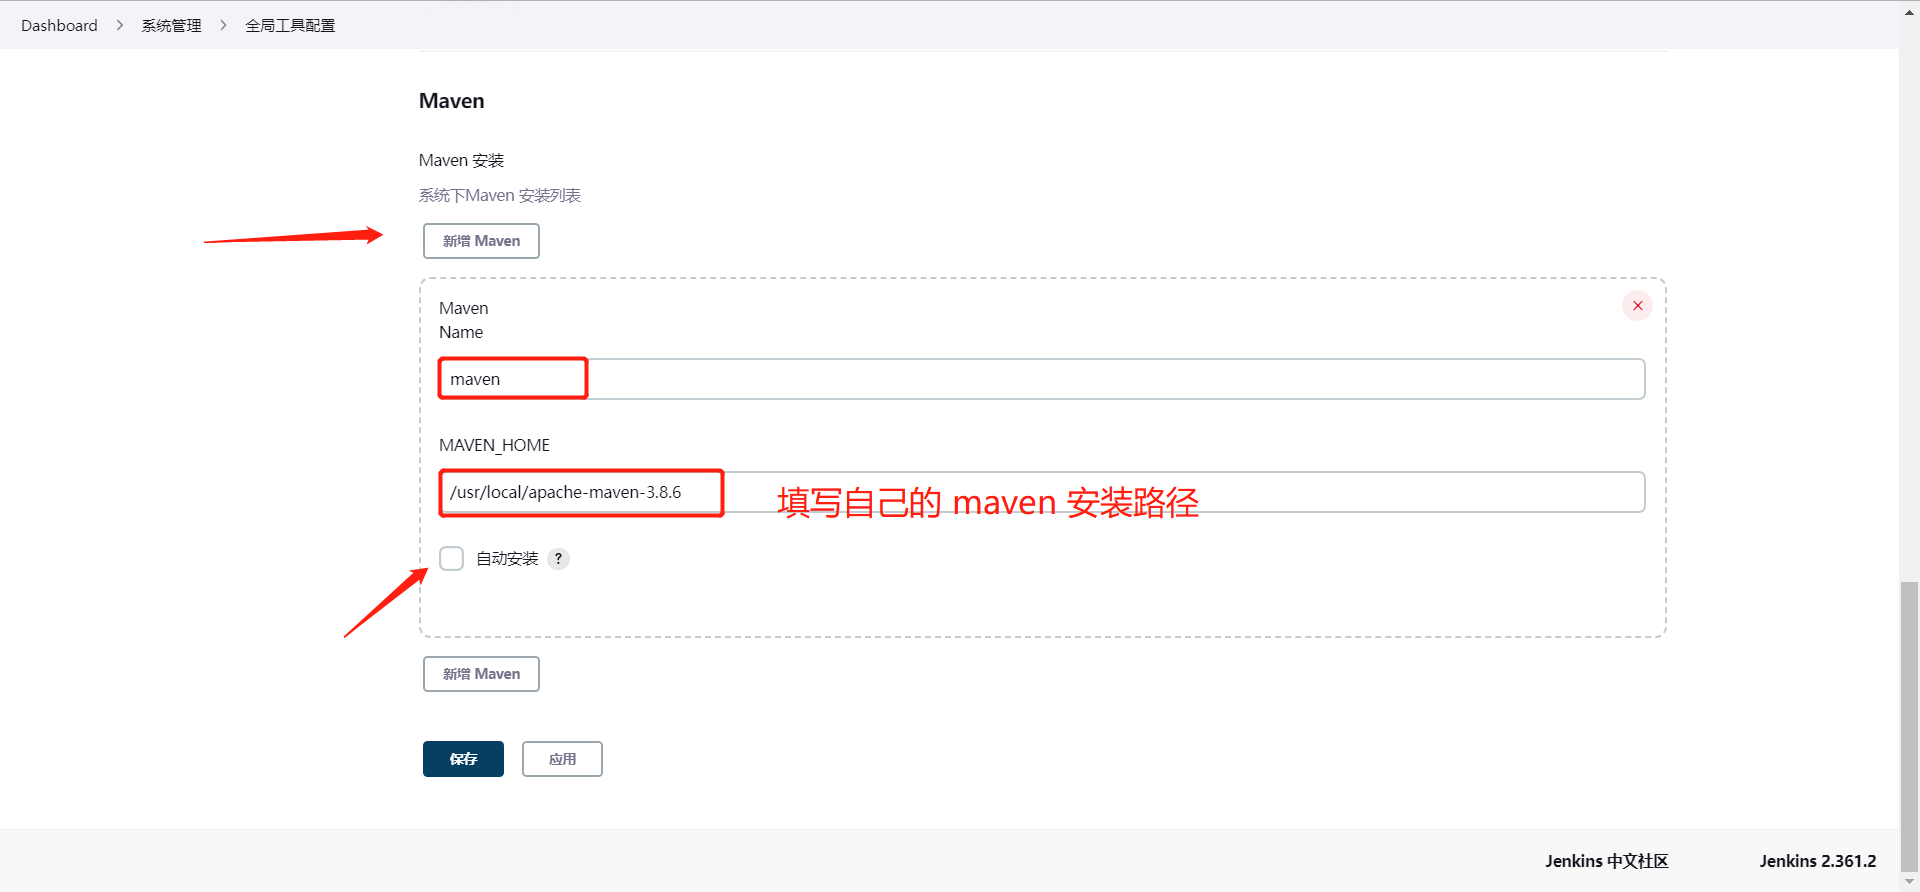 Dashboard > 系统管理 > 全局工具配置
Maven
Maven 安装
系统下Maven 安装列表
新增 Maven
Maven
Name
maven
MAVEN_HOME
/usr/local/apache-maven-3.8.6
填写自己的 maven 安装路径
自动安装 ?
新增 Maven
保存 应用
Jenkins 中文社区 Jenkins 2.361.2